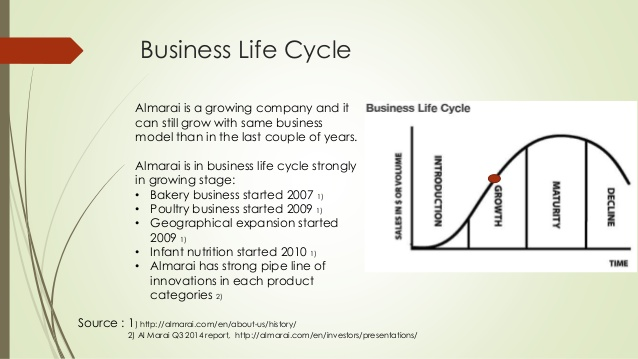 Business Life Cycle
Almarai is a growing company and it
can still grow with same business
model than in the last couple of years.
Almarai is in business life cycle strongly
in growing stage:
• Bakery business started 2007 1)
• Poultry business started 2009 1)
• Geographical expansion started
2009 1)
• Infant nutrition started 2010 1)
• Almarai has strong pipe line of
innovations in each product
categories 2)
Business Life Cycle
SALES IN $ OR VOLUME
INTRODUCTION
GROWTH
MATURITY
DECLINE
TIME
Source : 1) http://almarai.com/en/about-us/history/
2) Al Marai Q3 2014 report, http://almarai.com/en/investors/presentations/